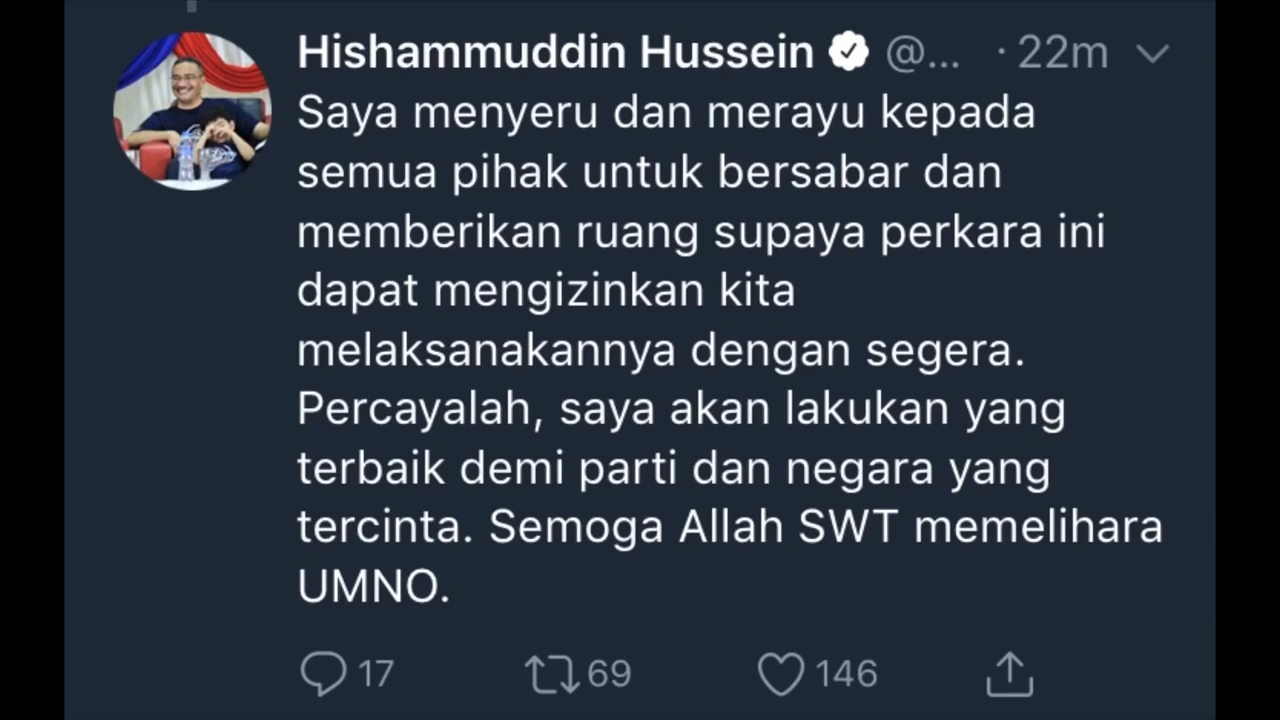 Hishammuddin Hussein @... · 22m
Saya menyeru dan merayu kepada
semua pihak untuk bersabar dan
memberikan ruang supaya perkara ini
dapat mengizinkan kita
melaksanakannya dengan segera.
Percayalah, saya akan lakukan yang
terbaik demi parti dan negara yang
tercinta. Semoga Allah SWT memelihara
UMNO.
17 69 146